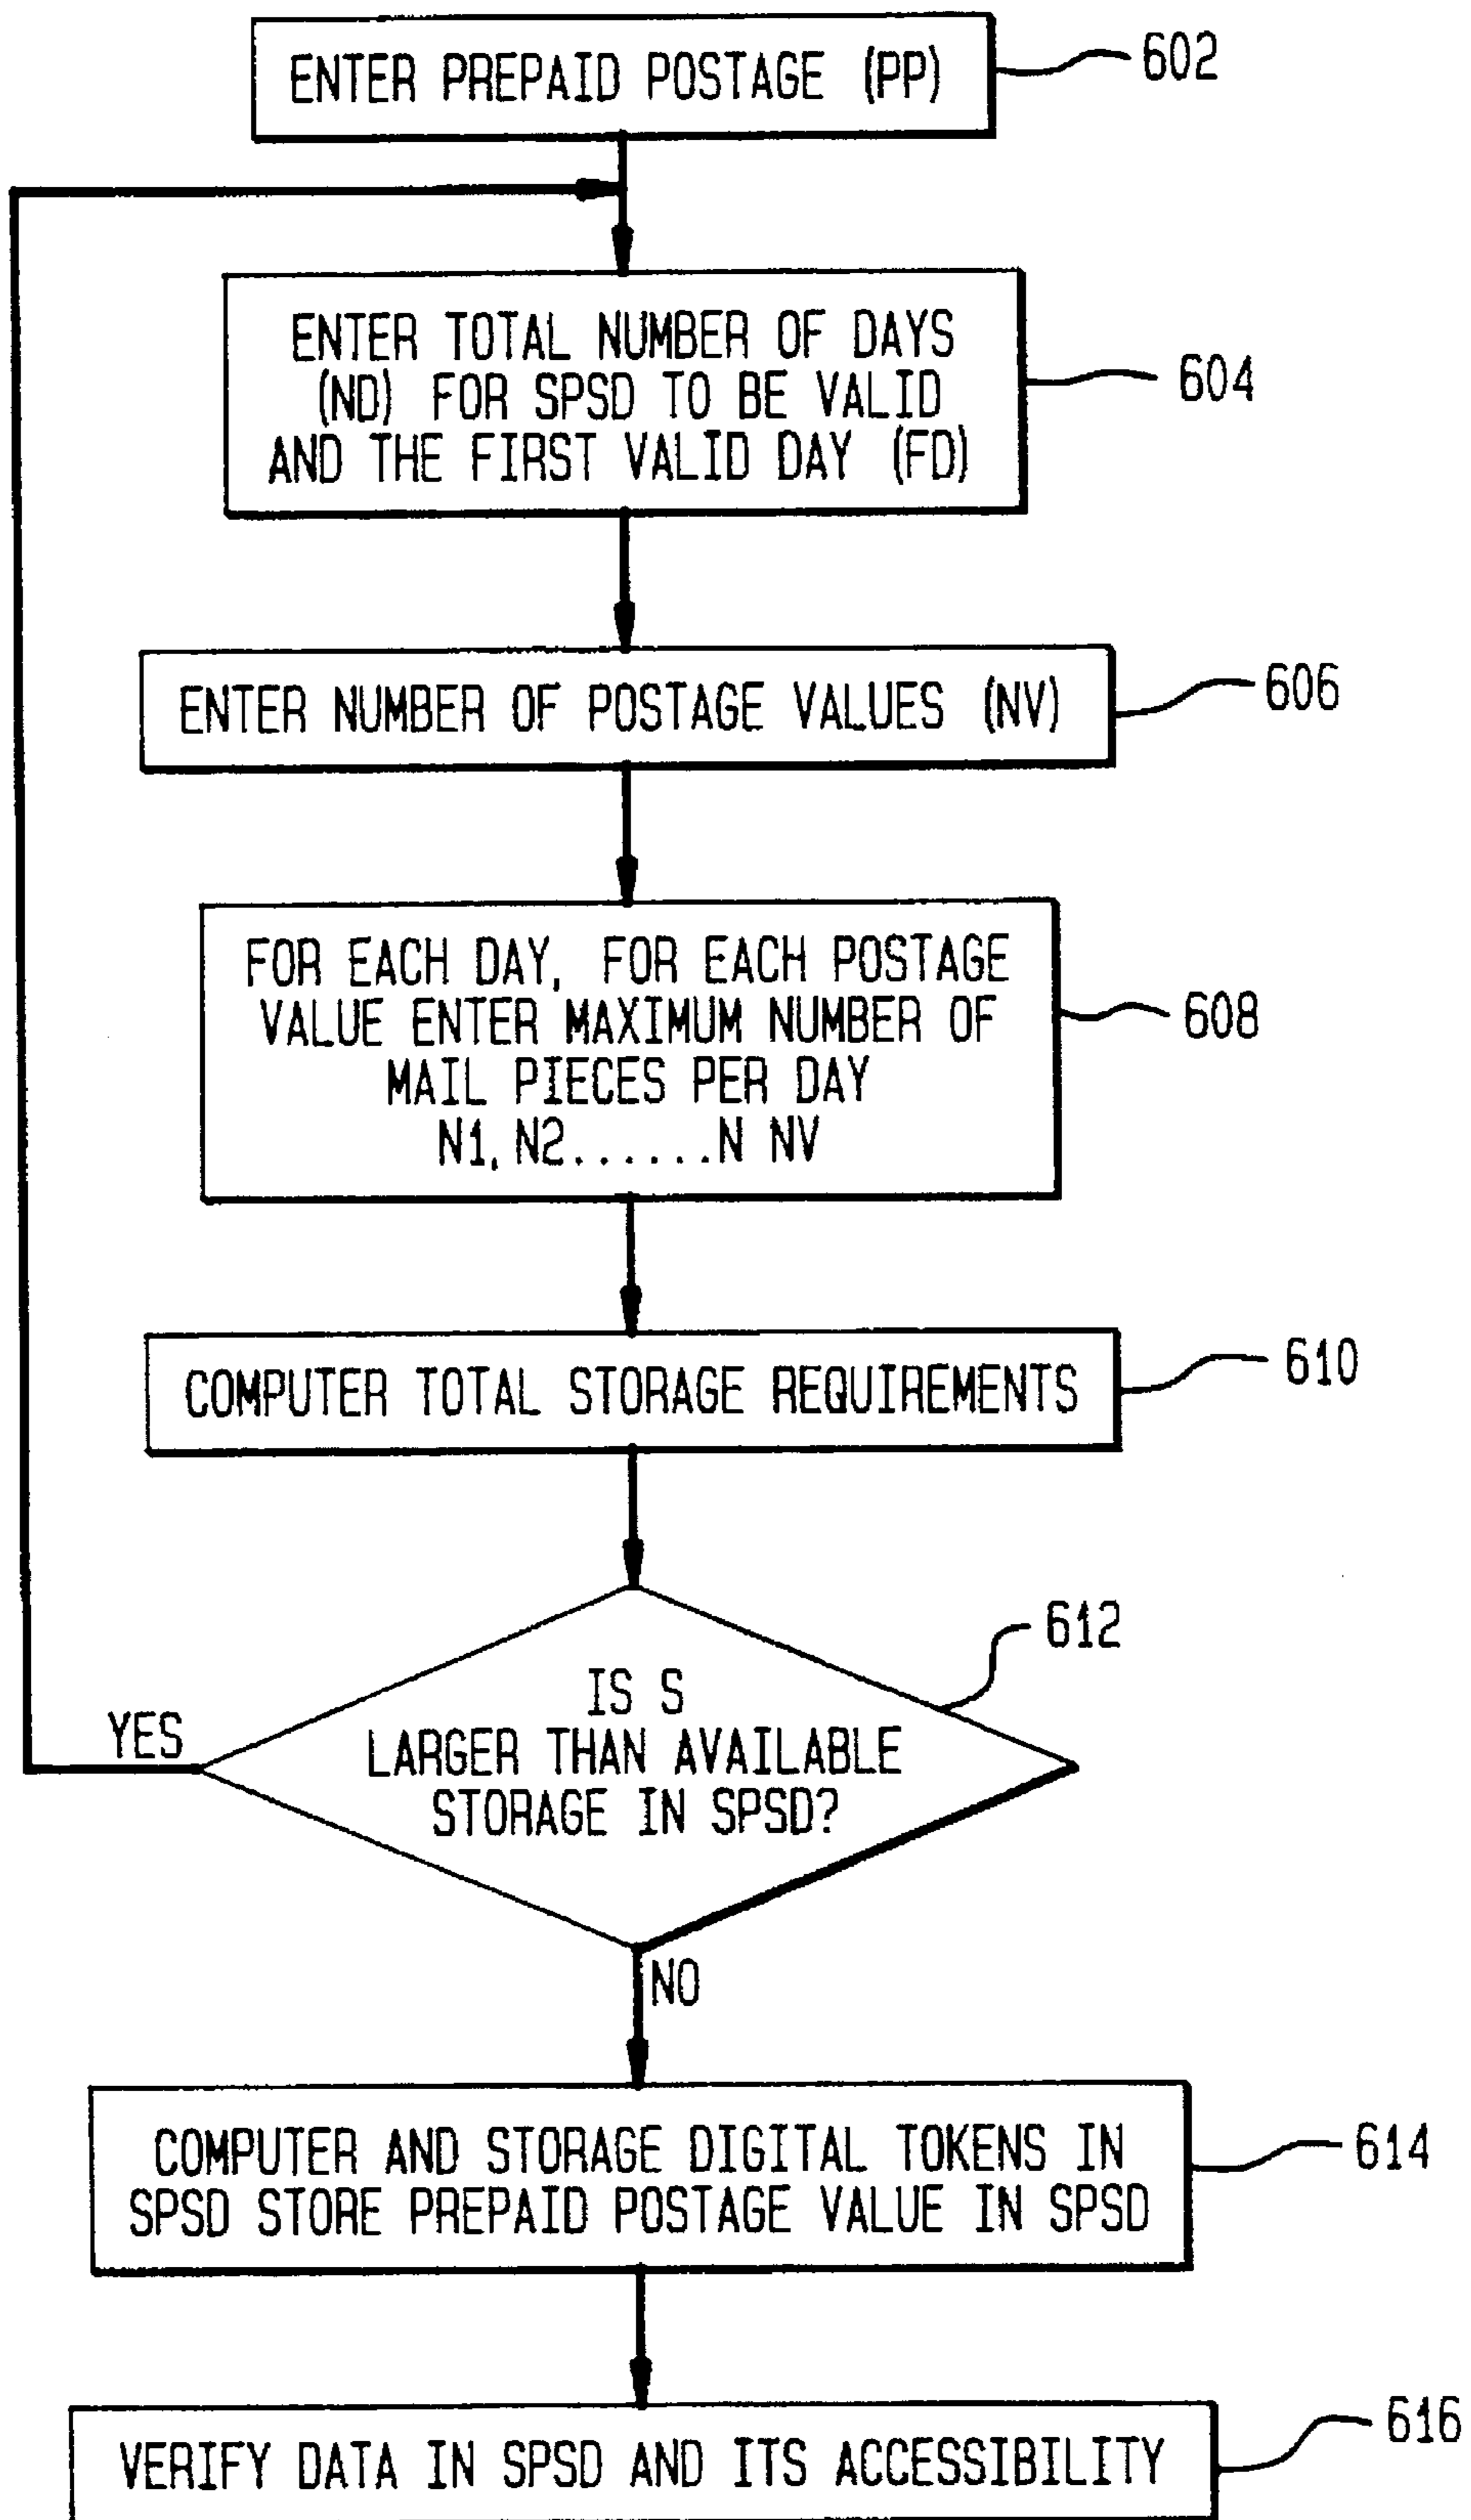 ENTER PREPAID POSTAGE (PP)
602
ENTER TOTAL NUMBER OF DAYS
(ND) FOR SPSD TO BE VALID
AND THE FIRST VALID DAY (FD)
604
ENTER NUMBER OF POSTAGE VALUES (NV)
606
FOR EACH DAY, FOR EACH POSTAGE
VALUE ENTER MAXIMUM NUMBER OF
MAIL PIECES PER DAY
N1, N2......N NV
608
COMPUTER TOTAL STORAGE REQUIREMENTS
610
IS S
LARGER THAN AVAILABLE
STORAGE IN SPSD?
612
YES
NO
COMPUTER AND STORAGE DIGITAL TOKENS IN
SPSD STORE PREPAID POSTAGE VALUE IN SPSD
614
VERIFY DATA IN SPSD AND ITS ACCESSIBILITY
616